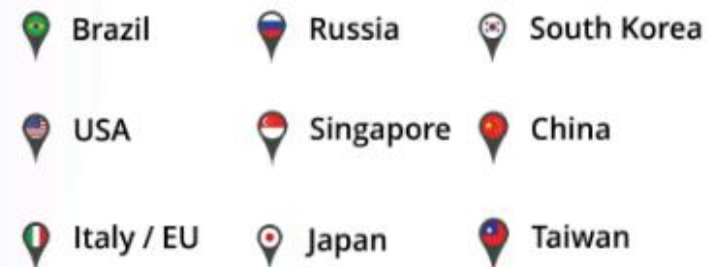 Brazil Russia South Korea
USA Singapore China
Italy / EU Japan Taiwan